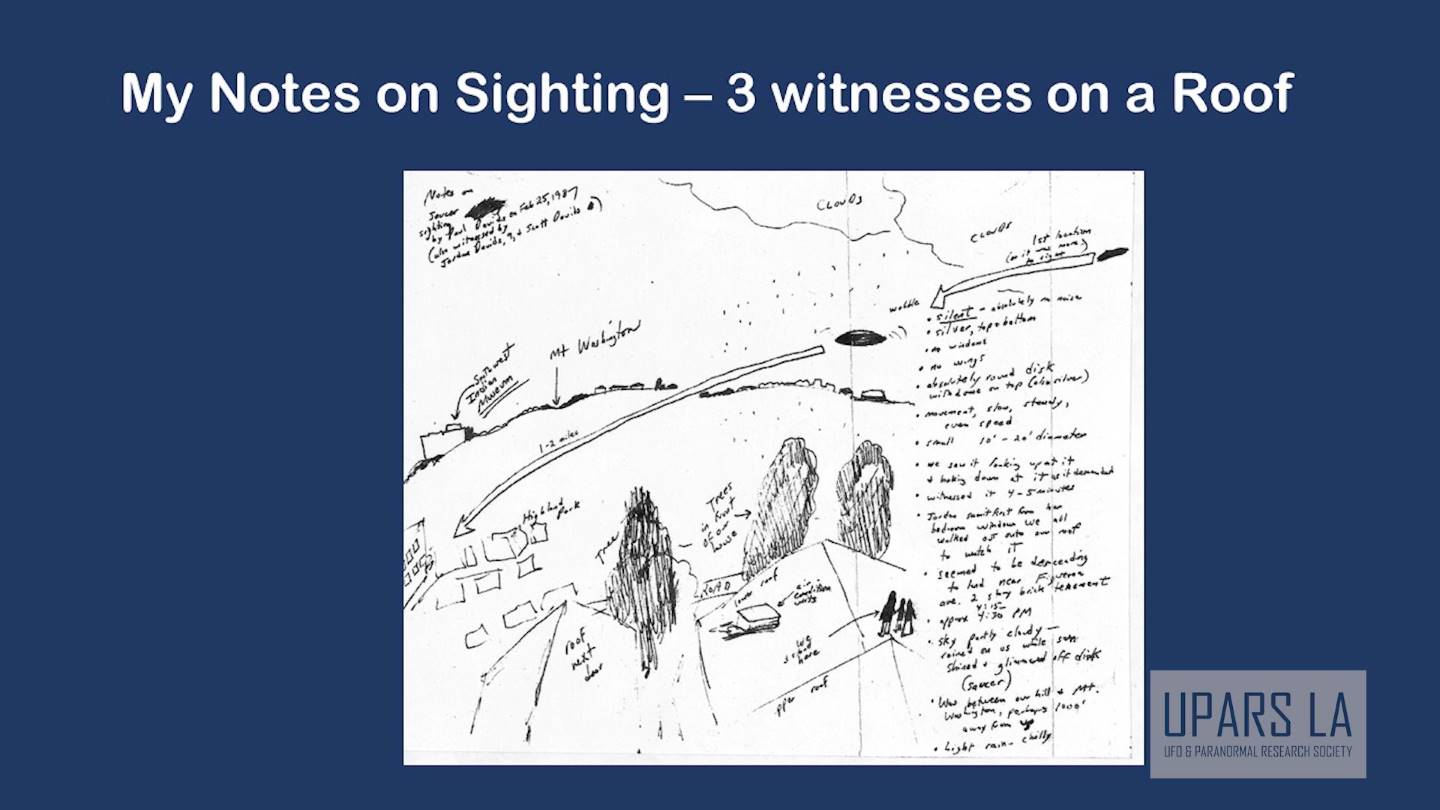 My Notes on Sighting – 3 witnesses on a Roof
Notes on
saucer
sighting
by Paul Davids on Feb 25, 1987
(also witnessed by
Jordan Davids, 9, & Scott Davids 6)
CLOUDS
CLOUDS
1st location
(or it was more
to right)
wobble
• silent - absolutely no noise
• silver, top & bottom
• no windows
• no wings
• absolutely round disk
with dome on top (also silver)
• movement, slow, steady,
even speed
• small 10' - 20' diameter
• we saw it looking up at it
& looking down at it as it descended
• witnessed it 4-5 minutes
• Jordan saw it first from her
bedroom window we all
walked out onto our roof
to watch it
• seemed to be descending
to land near Figueroa
ave. 2 story brick tenement
4:15-
• approx 4:30 PM
• sky partly cloudy -
rained on us while sun
shined & glimmered off disk
(saucer)
• Was between our hill & Mt.
Washington, perhaps 1000'
away from us
• light rain - chilly
Mt Washington
Southwest
Indian
Museum
1-2 miles
Highland
Park
Tree
Trees
in front
of our
house
ROAD
lower roof
air
condition
units
we
3 stood
here
upper roof
roof
next
door
UPARS LA
UFO & PARANORMAL RESEARCH SOCIETY